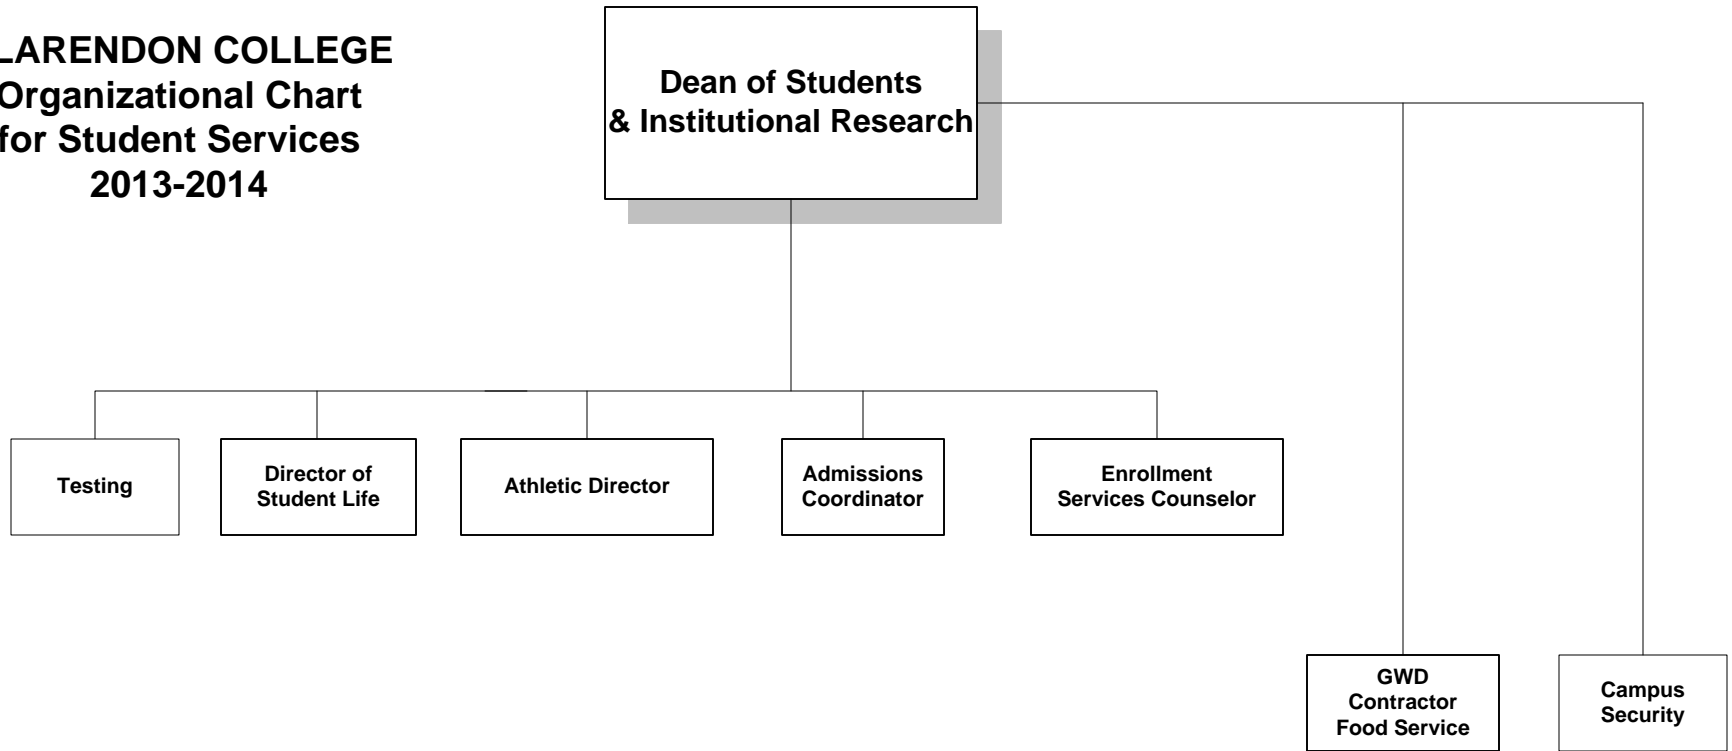 LARENDON COLLEGE
Organizational Chart
for Student Services
2013-2014
Dean of Students
& Institutional Research
Testing
Director of
Student Life
Athletic Director
Admissions
Coordinator
Enrollment
Services Counselor
GWD
Contractor
Food Service
Campus
Security